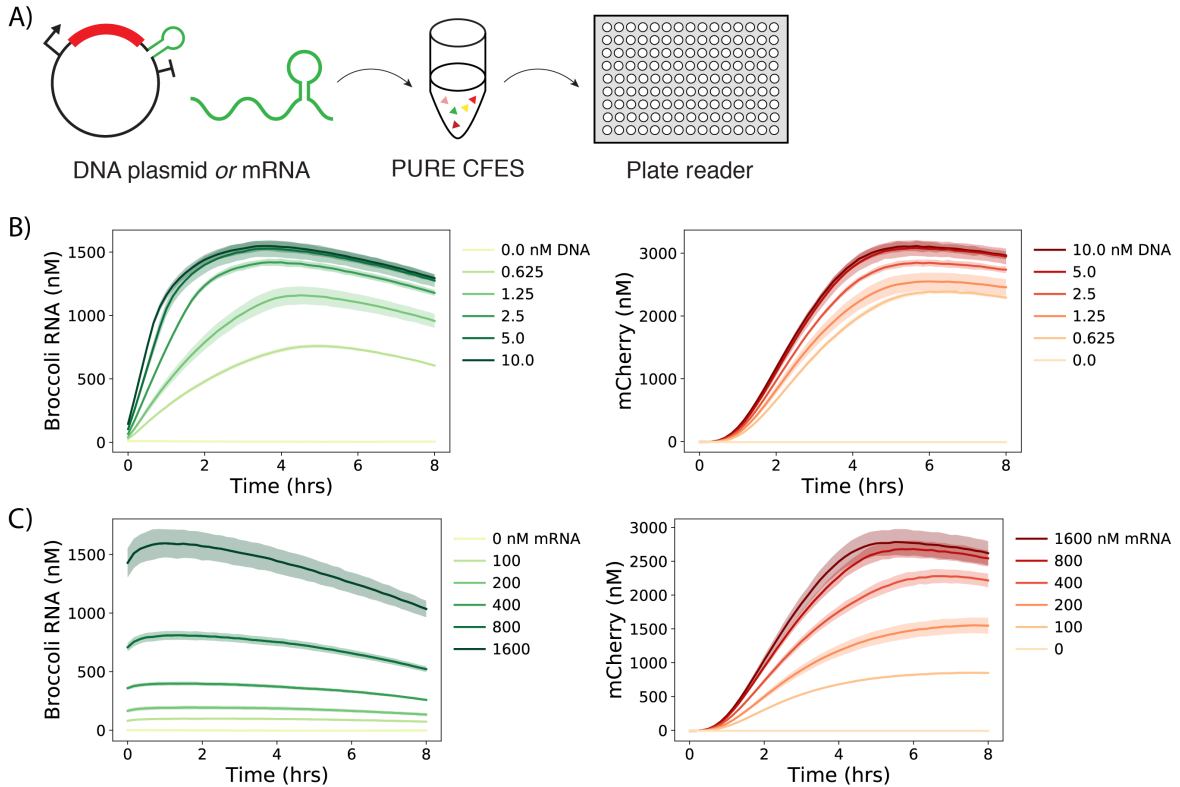 A)
DNA plasmid or mRNA
PURE CFES
Plate reader
B)
Broccoli RNA (nM)
1500
1000
500
0
0 2 4 6 8
Time (hrs)
0.0 nM DNA
0.625
1.25
2.5
5.0
10.0
mCherry (nM)
3000
2000
1000
0
0 2 4 6 8
Time (hrs)
10.0 nM DNA
5.0
2.5
1.25
0.625
0.0
C)
Broccoli RNA (nM)
1500
1000
500
0
0 2 4 6 8
Time (hrs)
0 nM mRNA
100
200
400
800
1600
mCherry (nM)
3000
2500
2000
1500
1000
500
0
0 2 4 6 8
Time (hrs)
1600 nM mRNA
800
400
200
100
0